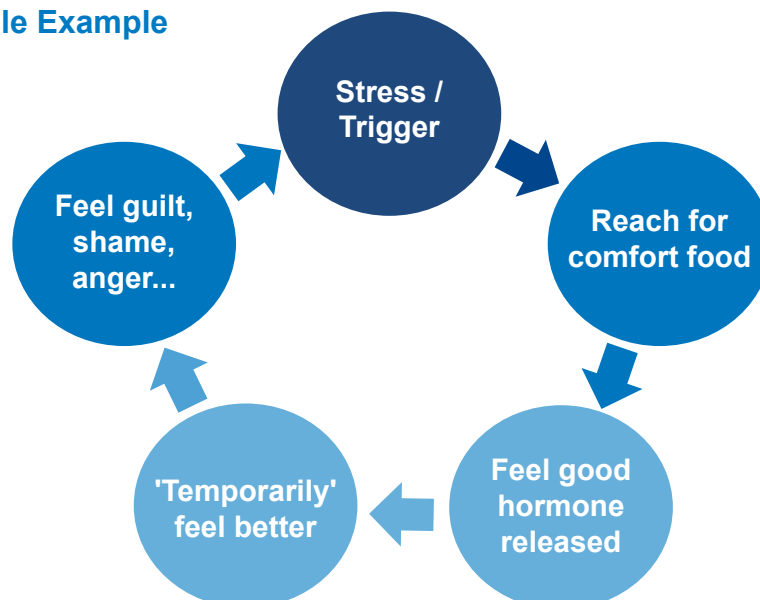 le Example
Stress /
Trigger
Reach for
comfort food
Feel good
hormone
released
'Temporarily'
feel better
Feel guilt,
shame,
anger...